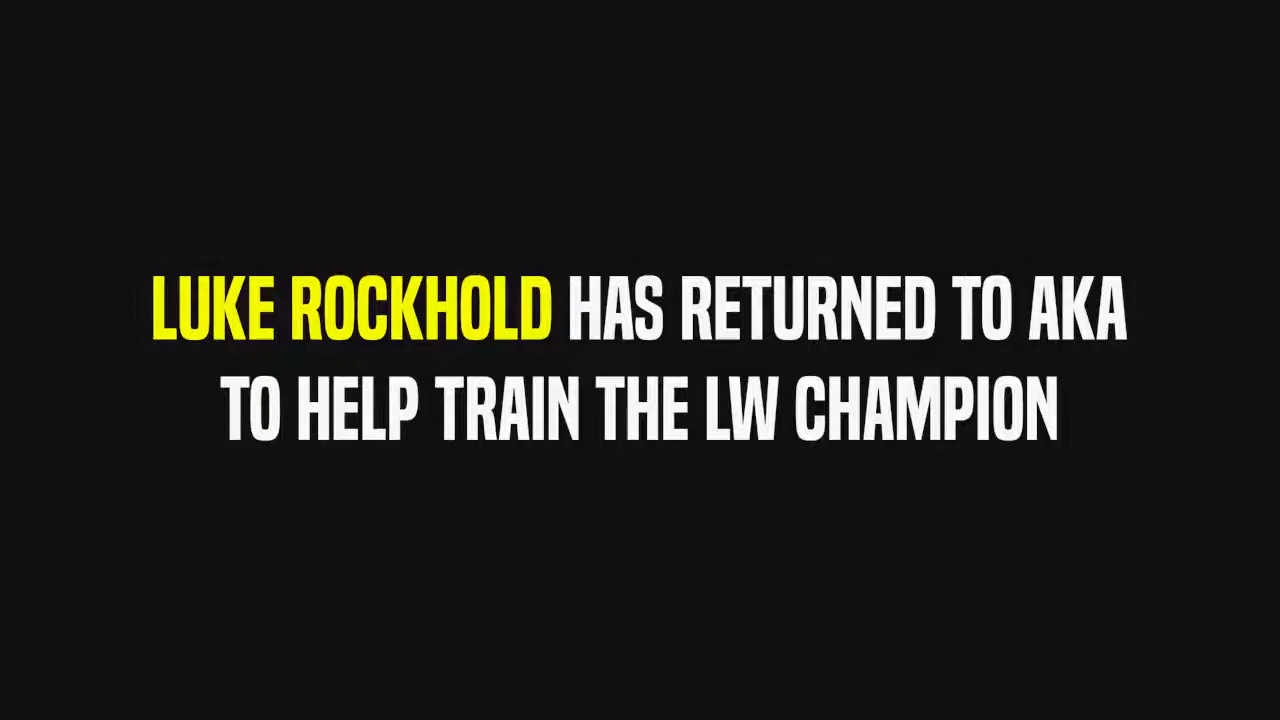 LUKE ROCKHOLD HAS RETURNED TO AKA
TO HELP TRAIN THE LW CHAMPION